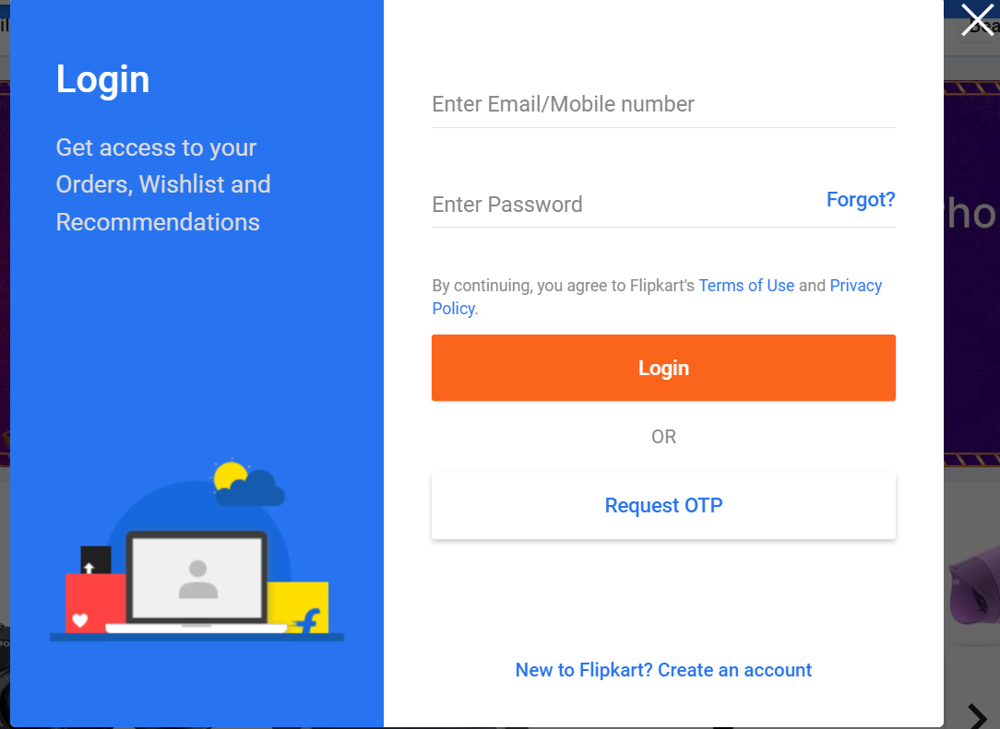 Login
Get access to your
Orders, Wishlist and
Recommendations
Enter Email/Mobile number
Enter Password
Forgot?
By continuing, you agree to Flipkart's Terms of Use and Privacy
Policy.
Login
OR
Request OTP
New to Flipkart? Create an account